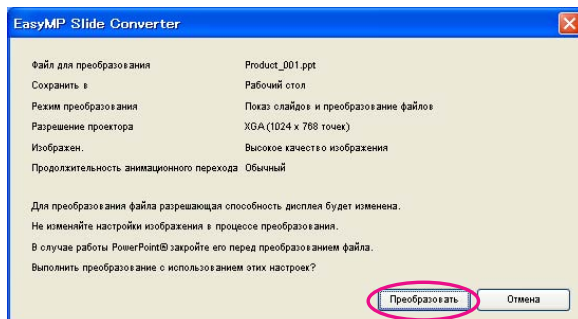 EasyMP Slide Converter
Файл для преобразования Product_001.ppt
Сохранить в Рабочий стол
Режим преобразования Показ слайдов и преобразование файлов
Разрешение проектора XGA (1024 x 768 точек)
Изображен. Высокое качество изображения
Продолжительность анимационного перехода Обычный
Для преобразования файла разрешающая способность дисплея будет изменена.
Не изменяйте настройки изображения в процессе преобразования.
В случае работы PowerPoint® закройте его перед преобразованием файла.
Выполнить преобразование с использованием этих настроек?
Преобразовать Отмена